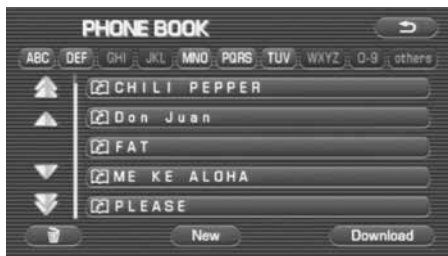 PHONE BOOK
ABC DEF GHI JKL MNO PQRS TUV WXYZ 0-9 others
CHILI PEPPER
Don Juan
FAT
ME KE ALOHA
PLEASE
New Download